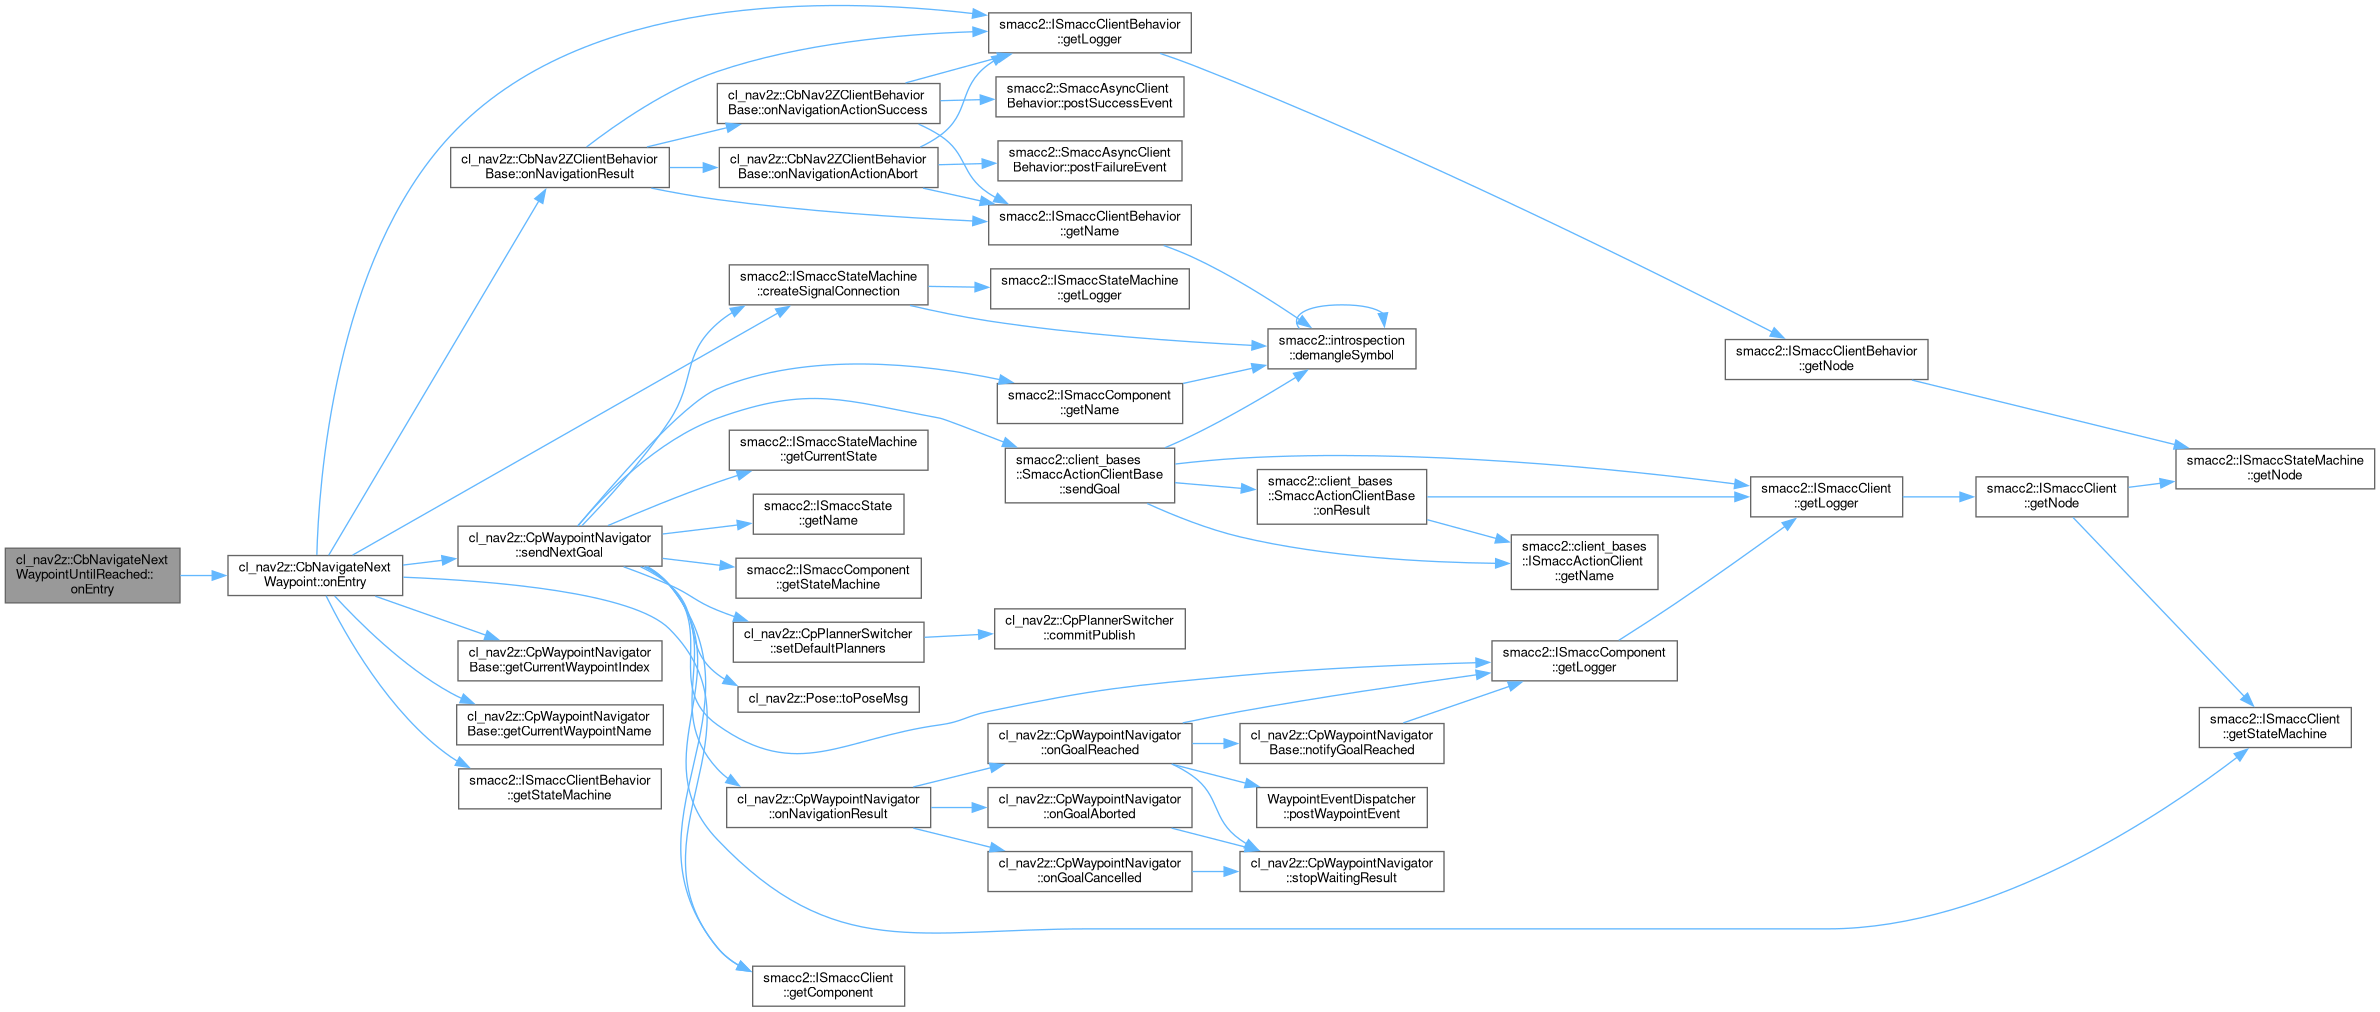 cl_nav2z::CbNavigateNext
WaypointUntilReached::
onEntry
cl_nav2z::CbNavigateNext
Waypoint::onEntry
cl_nav2z::CbNav2ZClientBehavior
Base::onNavigationResult
cl_nav2z::CpWaypointNavigator
::sendNextGoal
cl_nav2z::CpWaypointNavigator
Base::getCurrentWaypointIndex
cl_nav2z::CpWaypointNavigator
Base::getCurrentWaypointName
smacc2::ISmaccClientBehavior
::getStateMachine
cl_nav2z::CbNav2ZClientBehavior
Base::onNavigationActionSuccess
cl_nav2z::CbNav2ZClientBehavior
Base::onNavigationActionAbort
smacc2::ISmaccStateMachine
::createSignalConnection
smacc2::ISmaccStateMachine
::getCurrentState
smacc2::ISmaccState
::getName
smacc2::ISmaccComponent
::getStateMachine
cl_nav2z::CpPlannerSwitcher
::setDefaultPlanners
cl_nav2z::Pose::toPoseMsg
cl_nav2z::CpWaypointNavigator
::onNavigationResult
smacc2::ISmaccClient
::getComponent
smacc2::ISmaccClientBehavior
::getLogger
smacc2::SmaccAsyncClient
Behavior::postSuccessEvent
smacc2::SmaccAsyncClient
Behavior::postFailureEvent
smacc2::ISmaccClientBehavior
::getName
smacc2::ISmaccStateMachine
::getLogger
smacc2::ISmaccComponent
::getName
smacc2::client_bases
::SmaccActionClientBase
::sendGoal
cl_nav2z::CpPlannerSwitcher
::commitPublish
cl_nav2z::CpWaypointNavigator
::onGoalReached
cl_nav2z::CpWaypointNavigator
::onGoalAborted
cl_nav2z::CpWaypointNavigator
::onGoalCancelled
smacc2::introspection
::demangleSymbol
smacc2::client_bases
::SmaccActionClientBase
::onResult
cl_nav2z::CpWaypointNavigator
Base::notifyGoalReached
WaypointEventDispatcher
::postWaypointEvent
cl_nav2z::CpWaypointNavigator
::stopWaitingResult
smacc2::client_bases
::ISmaccActionClient
::getName
smacc2::ISmaccComponent
::getLogger
smacc2::ISmaccClientBehavior
::getNode
smacc2::ISmaccClient
::getLogger
smacc2::ISmaccClient
::getNode
smacc2::ISmaccStateMachine
::getNode
smacc2::ISmaccClient
::getStateMachine